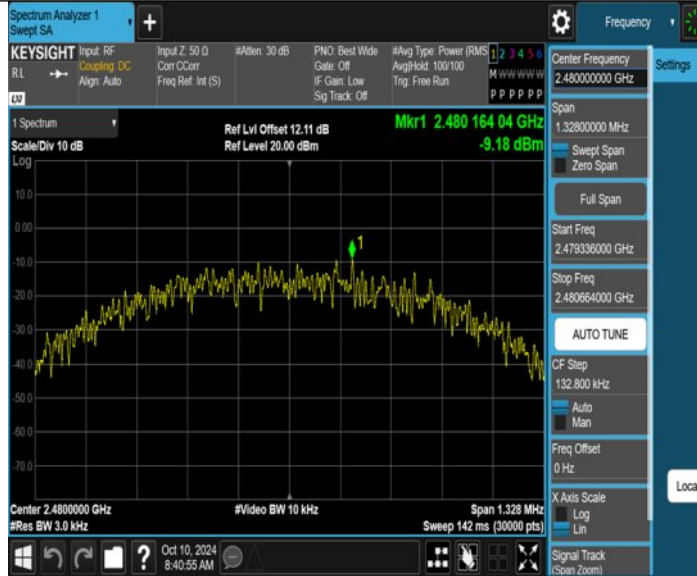 Spectrum Analyzer 1
Swept SA
Frequency
KEYSIGHT
RL
Input: RF
Coupling: DC
Align: Auto
Input Z: 50 Ω
Corr CCorr
Freq Ref: Int (S)
#Atten: 30 dB
PNO: Best Wide
Gate: Off
IF Gain: Low
Sig Track: Off
#Avg Type: Power (RMS
Avg|Hold: 100/100
Trig: Free Run
1 2 3 4 5 6
M W W W W W
P P P P P P
1 Spectrum
Scale/Div 10 dB
Log
Ref Lvl Offset 12.11 dB
Ref Level 20.00 dBm
Mkr1 2.480 164 04 GHz
-9.18 dBm
10.0
0.00
-10.0
-20.0
-30.0
-40.0
-50.0
-60.0
-70.0
1
Center 2.4800000 GHz
#Res BW 3.0 kHz
#Video BW 10 kHz
Span 1.328 MHz
Sweep 142 ms (30000 pts)
Center Frequency
2.480000000 GHz
Span
1.32800000 MHz
Swept Span
Zero Span
Full Span
Start Freq
2.479336000 GHz
Stop Freq
2.480664000 GHz
AUTO TUNE
CF Step
132.800 kHz
Auto
Man
Freq Offset
0 Hz
X Axis Scale
Log
Lin
Signal Track
(Span Zoom)
Settings
Loca
?
Oct 10, 2024
8:40:55 AM